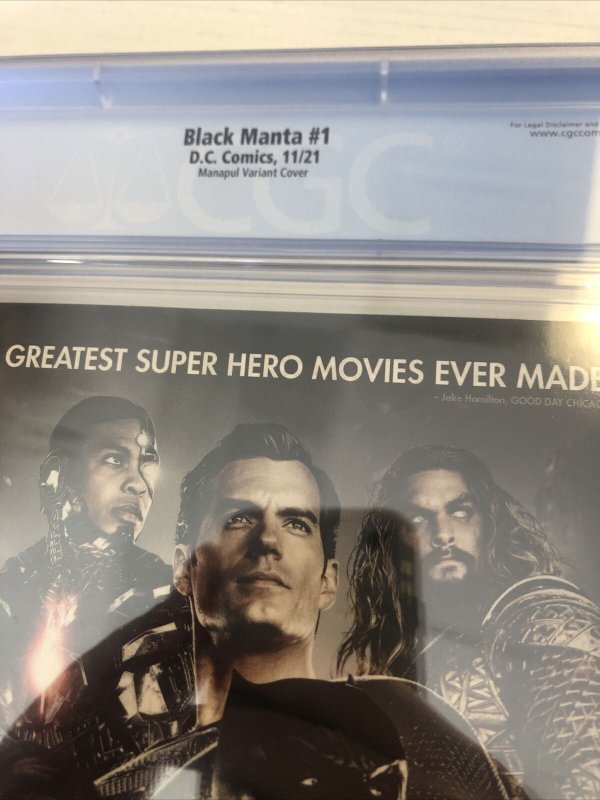 Black Manta #1
D.C. Comics, 11/21
Manapul Variant Cover
For Legal Disclaimer and
www.cgccom
CGC
GREATEST SUPER HERO MOVIES EVER MADE
– Jake Hamilton, GOOD DAY CHICAG